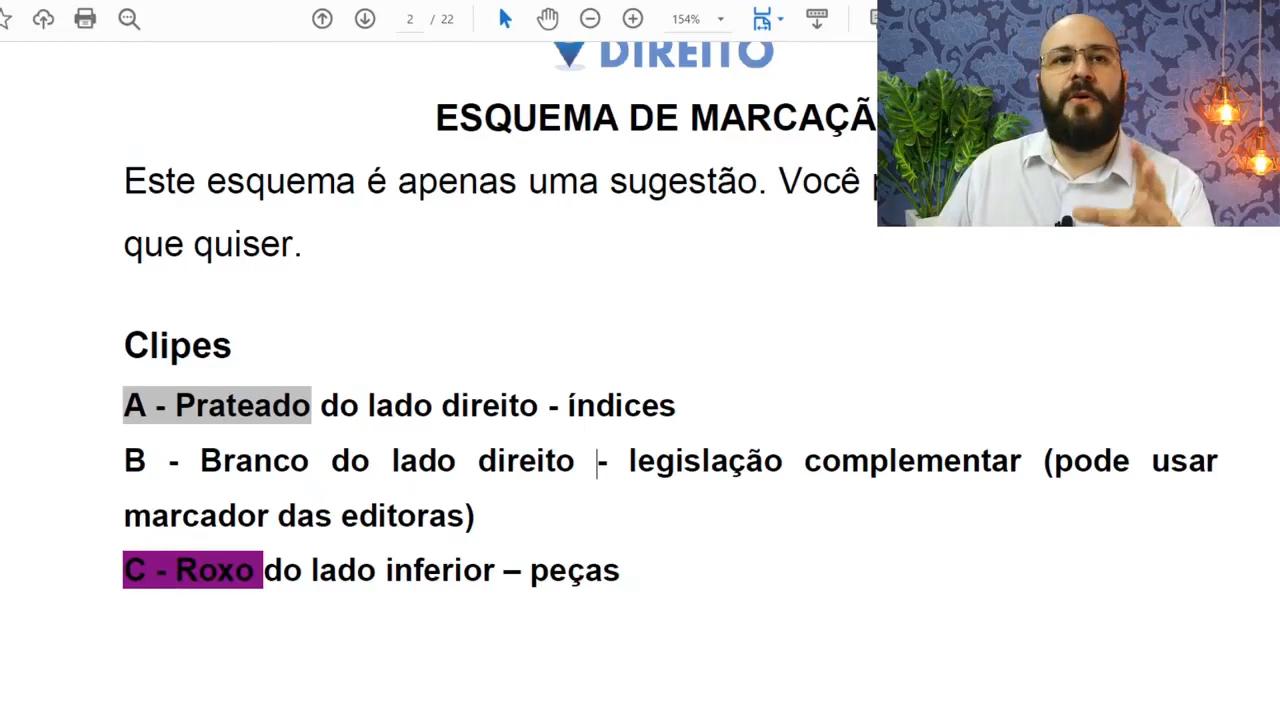 2 / 22
154%
DIREITO
ESQUEMA DE MARCAÇÃ
Este esquema é apenas uma sugestão. Você
que quiser.
Clipes
A - Prateado do lado direito - índices
B - Branco do lado direito - legislação complementar (pode usar
marcador das editoras)
C - Roxo do lado inferior – peças